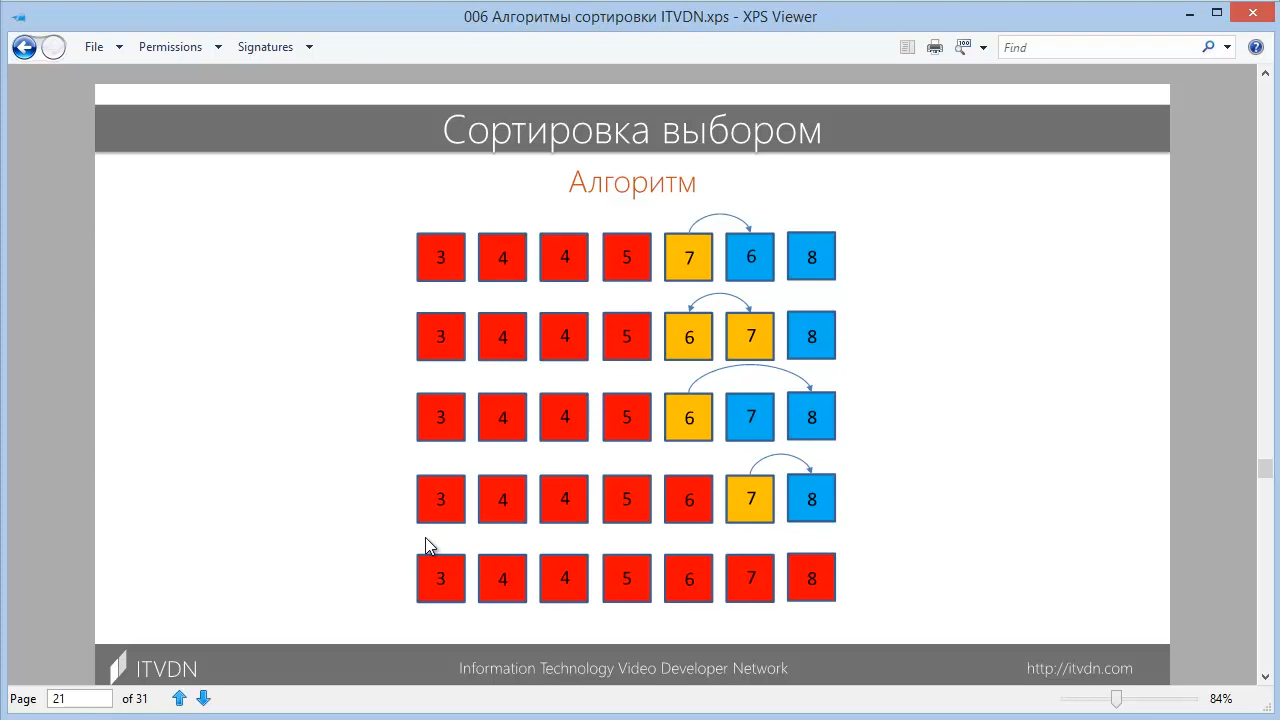 006 Алгоритмы сортировки ITVDN.xps - XPS Viewer
File Permissions Signatures 100 Find ?
Сортировка выбором
Алгоритм
3 4 4 5 7 6 8
3 4 4 5 6 7 8
3 4 4 5 6 7 8
3 4 4 5 6 7 8
3 4 4 5 6 7 8
ITVDN Information Technology Video Developer Network http://itvdn.com
Page 21 of 31 84%